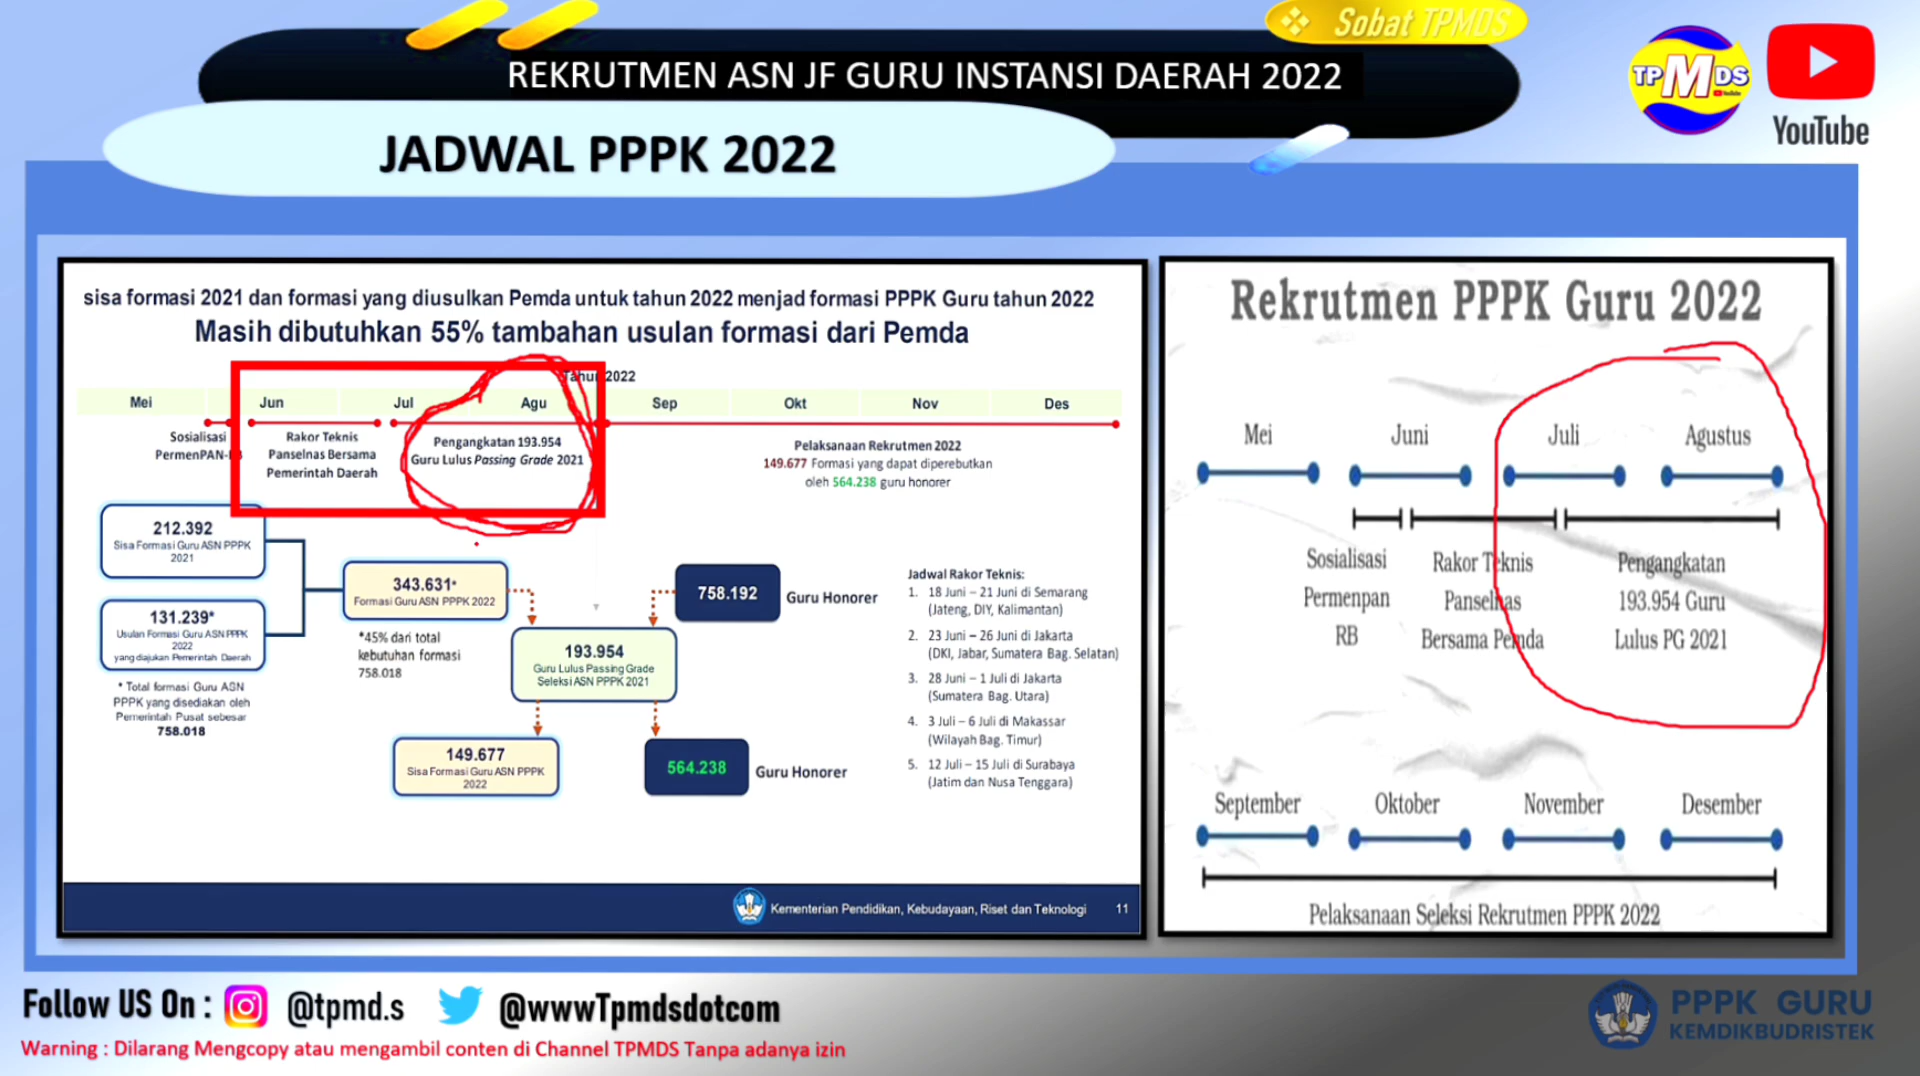 Sobat TPMDS
REKRUTMEN ASN JF GURU INSTANSI DAERAH 2022
JADWAL PPPK 2022
TPMDS
YouTube
sisa formasi 2021 dan formasi yang diusulkan Pemda untuk tahun 2022 menjad formasi PPPK Guru tahun 2022
Masih dibutuhkan 55% tambahan usulan formasi dari Pemda
Tahun 2022
Mei Jun Jul Agu Sep Okt Nov Des
Sosialisasi
PermenPAN-
Rakor Teknis
Panselnas Bersama
Pemerintah Daerah
Pengangkatan 193.954
Guru Lulus Passing Grade 2021
Pelaksanaan Rekrutmen 2022
149.677 Formasi yang dapat diperebutkan
oleh 564.238 guru honorer
212.392
Sisa Formasi Guru ASN PPPK
2021
131.239*
Usulan Formasi Guru ASN PPPK
2022
yang diajukan Pemerintah Daerah
* Total formasi Guru ASN
PPPK yang disediakan oleh
Pemerintah Pusat sebesar
758.018
343.631*
Formasi Guru ASN PPPK 2022
*45% dari total
kebutuhan formasi
758.018
758.192
Guru Honorer
193.954
Guru Lulus Passing Grade
Seleksi ASN PPPK 2021
149.677
Sisa Formasi Guru ASN PPPK
2022
564.238
Guru Honorer
Jadwal Rakor Teknis:
1. 18 Juni – 21 Juni di Semarang
(Jateng, DIY, Kalimantan)
2. 23 Juni – 26 Juni di Jakarta
(DKI, Jabar, Sumatera Bag. Selatan)
3. 28 Juni – 1 Juli di Jakarta
(Sumatera Bag. Utara)
4. 3 Juli – 6 Juli di Makassar
(Wilayah Bag. Timur)
5. 12 Juli – 15 Juli di Surabaya
(Jatim dan Nusa Tenggara)
Kementerian Pendidikan, Kebudayaan, Riset dan Teknologi 11
Rekrutmen PPPK Guru 2022
Mei Juni Juli Agustus
Sosialisasi
Permenpan
RB
Rakor Teknis
Panselnas
Bersama Pemda
Pengangkatan
193.954 Guru
Lulus PG 2021
September Oktober November Desember
Pelaksanaan Seleksi Rekrutmen PPPK 2022
Follow US On : @tpmd.s @wwwTpmdsdotcom
Warning : Dilarang Mengcopy atau mengambil conten di Channel TPMDS Tanpa adanya izin
PPPK GURU
KEMDIKBUDRISTEK